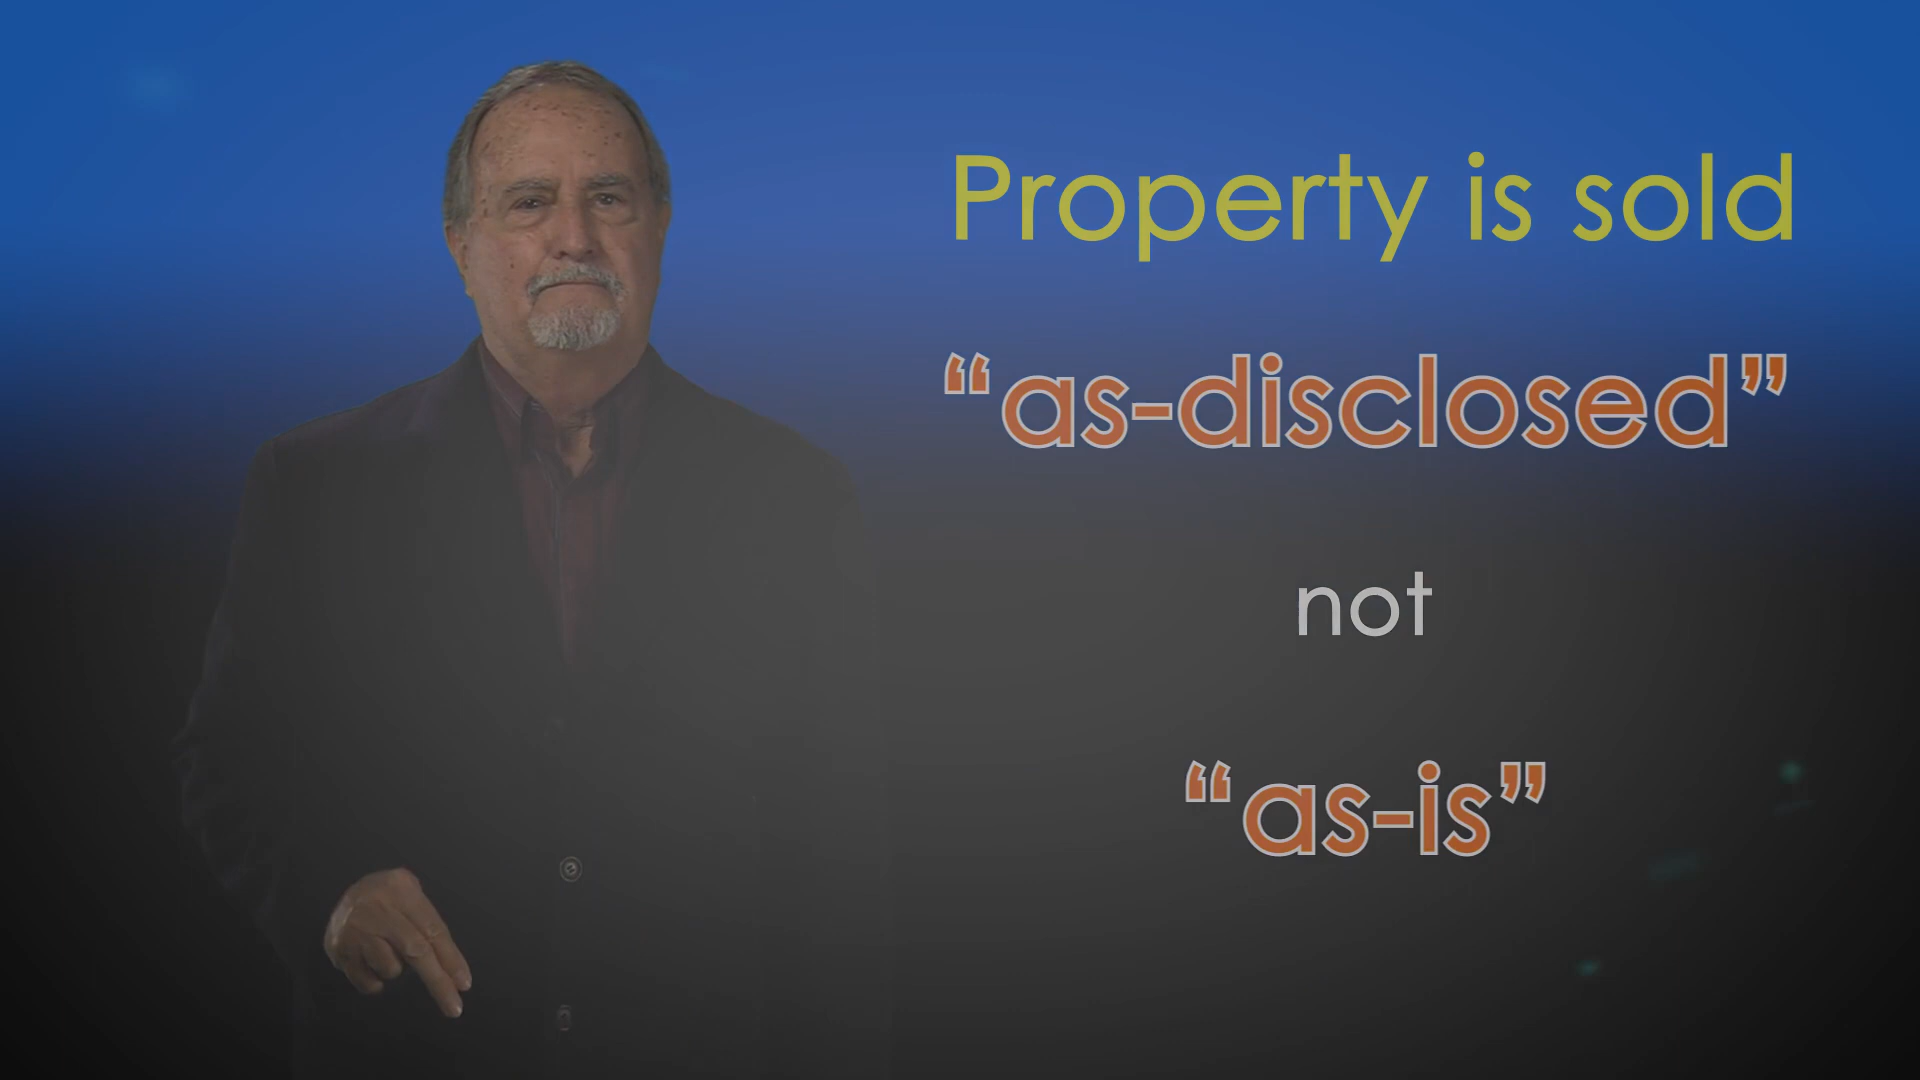 Property is sold
“as-disclosed”
not
“as-is”